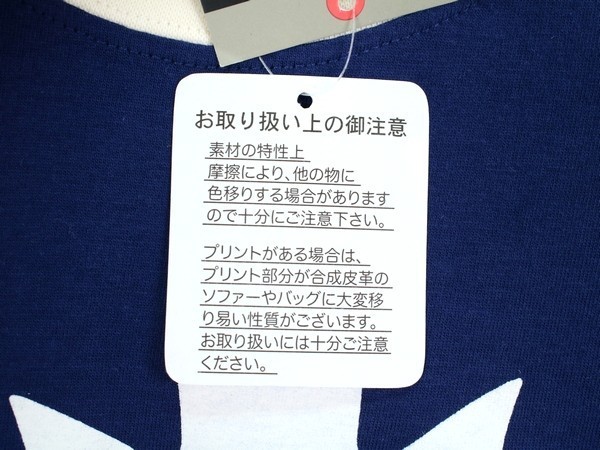 お取り扱い上の御注意
素材の特性上
摩擦により、他の物に
色移りする場合があります
ので十分にご注意下さい。
プリントがある場合は、
プリント部分が合成皮革の
ソファーやバッグに大変移
り易い性質がございます。
お取り扱いには十分ご注意
ください。